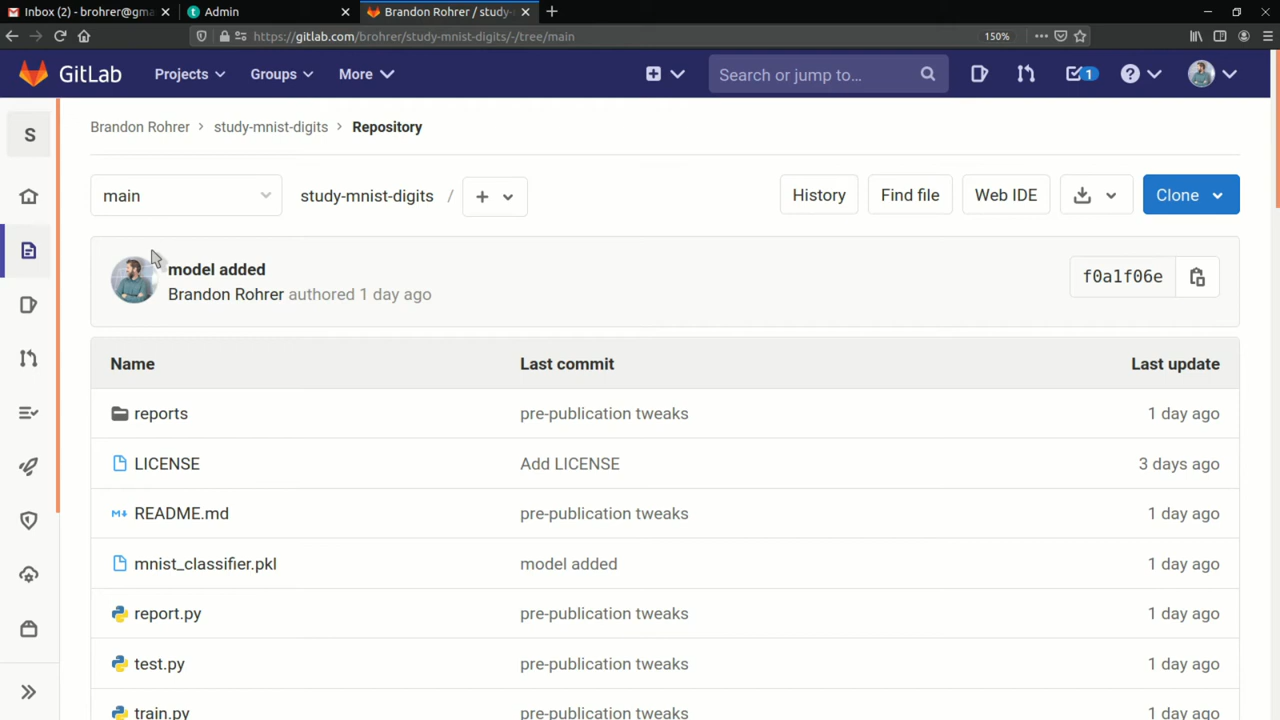 Inbox (2) - brohrer@gma
Admin
Brandon Rohrer / study-
https://gitlab.com/brohrer/study-mnist-digits/-/tree/main
150%
GitLab
Projects
Groups
More
Search or jump to...
1
Brandon Rohrer > study-mnist-digits > Repository
S
main
study-mnist-digits /
+
History
Find file
Web IDE
Clone
model added
Brandon Rohrer authored 1 day ago
f0a1f06e
Name Last commit Last update
reports pre-publication tweaks 1 day ago
LICENSE Add LICENSE 3 days ago
README.md pre-publication tweaks 1 day ago
mnist_classifier.pkl model added 1 day ago
report.py pre-publication tweaks 1 day ago
test.py pre-publication tweaks 1 day ago
train.py pre-publication tweaks 1 day ago